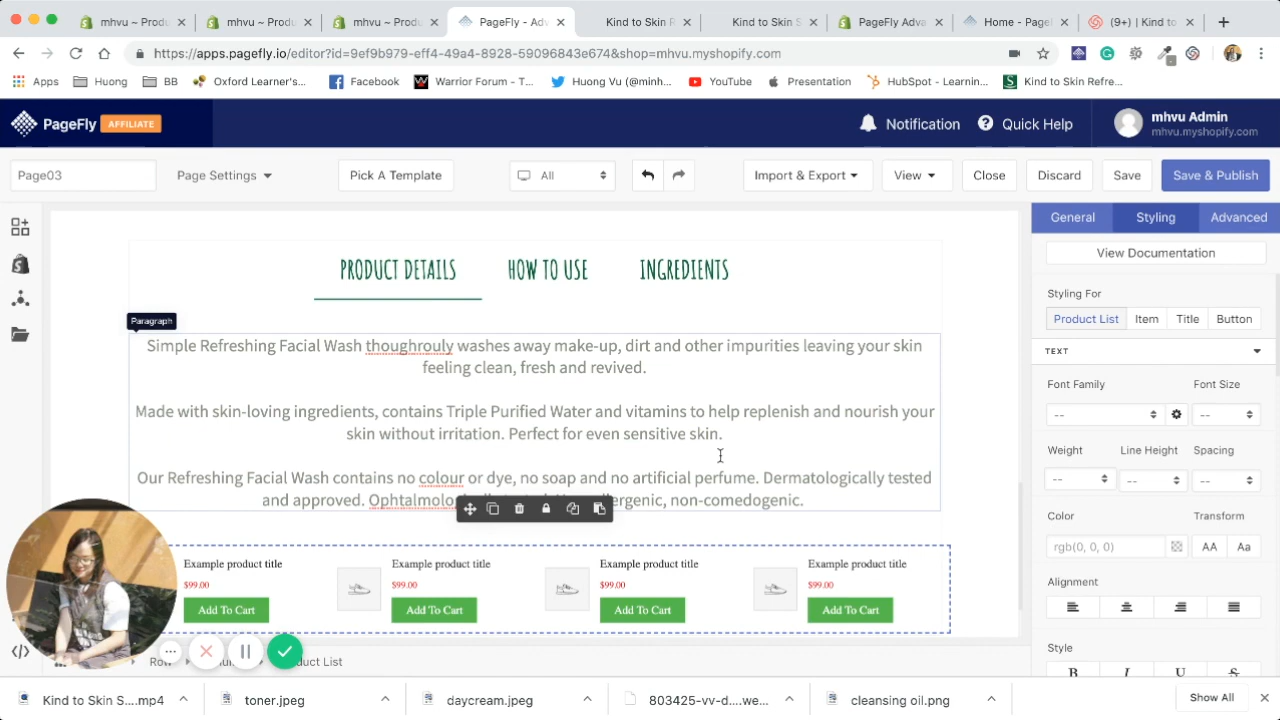 mhvu ~ Produ
mhvu ~ Produ
mhvu ~ Produ
PageFly - Adv
Kind to Skin R
Kind to Skin S
PageFly Adva
Home - PageF
(9+) | Kind to
https://apps.pagefly.io/editor?id=9ef9b979-eff4-49a4-8928-59096843e674&shop=mhvu.myshopify.com
Apps
Huong
BB
Oxford Learner's...
Facebook
Warrior Forum - T...
Huong Vu (@minh...
YouTube
Presentation
HubSpot - Learnin...
Kind to Skin Refre...
PageFly AFFILIATE
Notification
Quick Help
mhvu Admin
mhvu.myshopify.com
Page03
Page Settings
Pick A Template
All
Import & Export
View
Close
Discard
Save
Save & Publish
General
Styling
Advanced
View Documentation
PRODUCT DETAILS
HOW TO USE
INGREDIENTS
Paragraph
Simple Refreshing Facial Wash thoughrouly washes away make-up, dirt and other impurities leaving your skin
feeling clean, fresh and revived.
Made with skin-loving ingredients, contains Triple Purified Water and vitamins to help replenish and nourish your
skin without irritation. Perfect for even sensitive skin.
Our Refreshing Facial Wash contains no colour or dye, no soap and no artificial perfume. Dermatologically tested
and approved. non-comedogenic.
Example product title
$99.00
Add To Cart
Example product title
$99.00
Add To Cart
Example product title
$99.00
Add To Cart
Example product title
$99.00
Add To Cart
Row
Product List
Styling For
Product List
Item
Title
Button
TEXT
Font Family
Font Size
--
--
Weight
Line Height
Spacing
--
--
--
Color
Transform
rgb(0, 0, 0)
AA
Aa
Alignment
Style
B
I
U
S
Kind to Skin S....mp4
toner.jpeg
daycream.jpeg
803425-vv-d....we...
cleansing oil.png
Show All